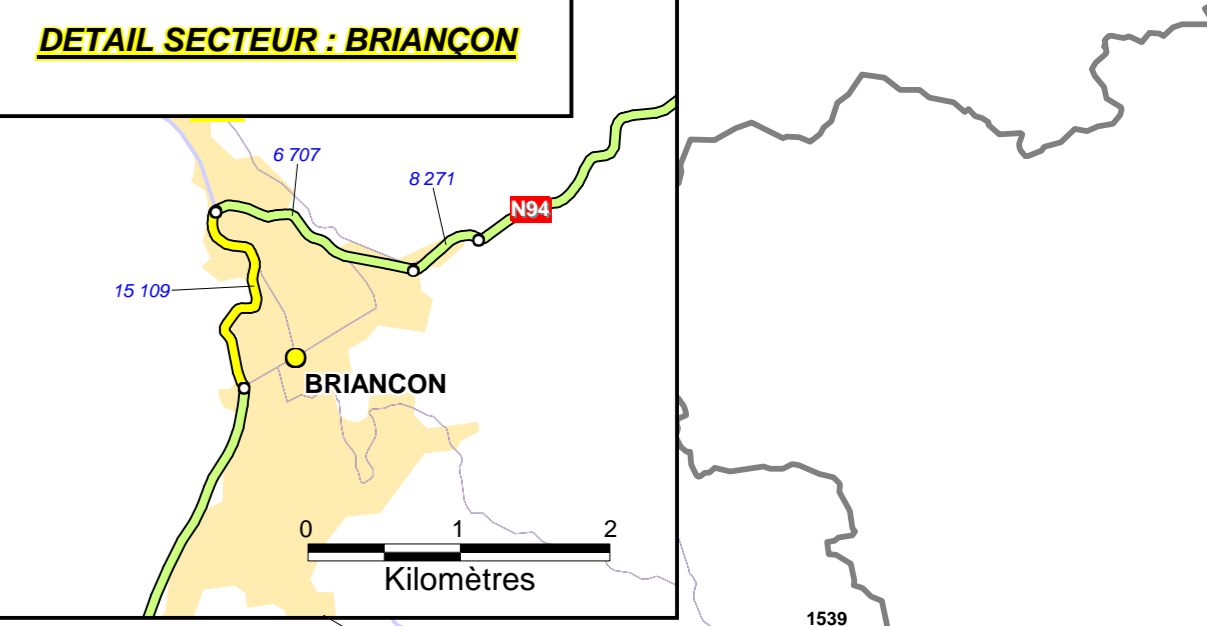 DETAIL SECTEUR : BRIANÇON
6 707
8 271
N94
15 109
BRIANCON
0 1 2
Kilomètres
1539